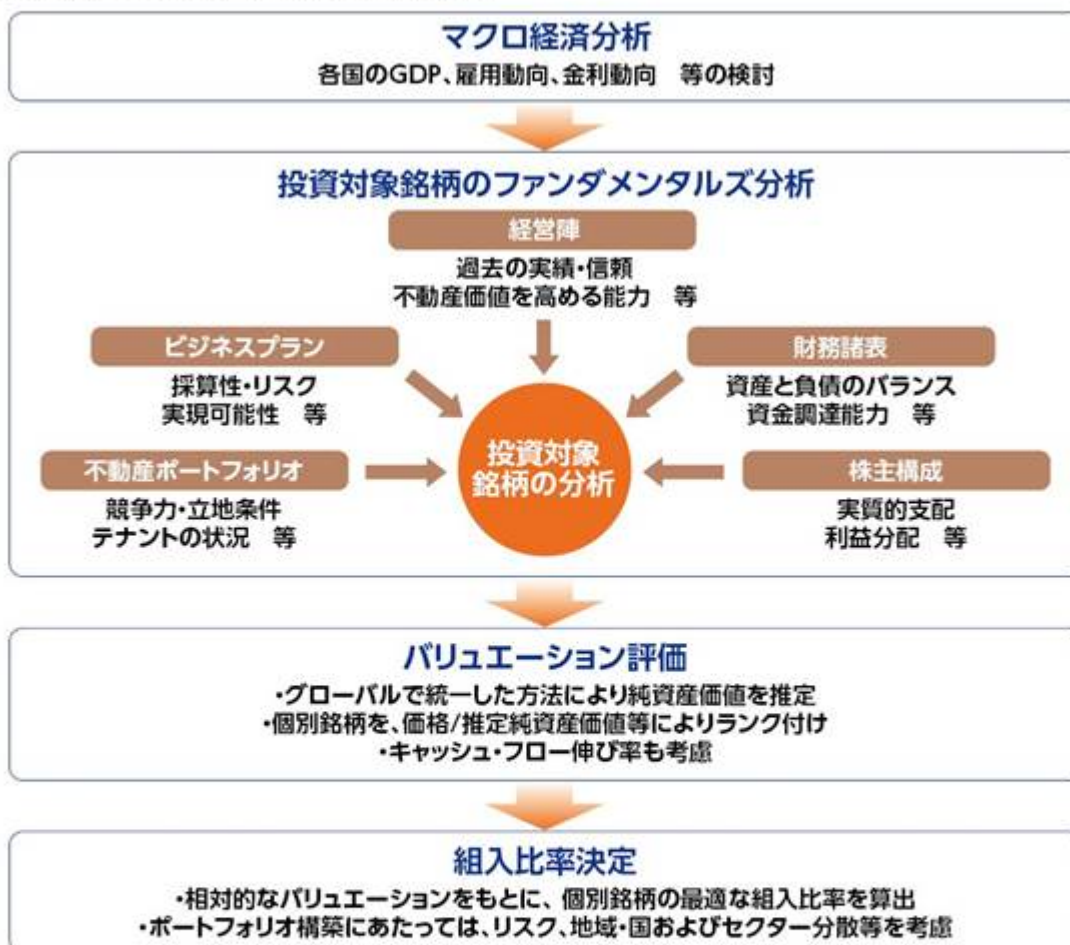 マクロ経済分析
各国のGDP、雇用動向、金利動向　等の検討
投資対象銘柄のファンダメンタルズ分析
経営陣
過去の実績・信頼
不動産価値を高める能力　等
ビジネスプラン
採算性・リスク
実現可能性　等
財務諸表
資産と負債のバランス
資金調達能力　等
不動産ポートフォリオ
競争力・立地条件
テナントの状況　等
投資対象
銘柄の分析
株主構成
実質的支配
利益分配　等
バリュエーション評価
・グローバルで統一した方法により純資産価値を推定
・個別銘柄を、価格/推定純資産価値等によりランク付け
・キャッシュ・フロー伸び率も考慮
組入比率決定
・相対的なバリュエーションをもとに、個別銘柄の最適な組入比率を算出
・ポートフォリオ構築にあたっては、リスク、地域・国およびセクター分散等を考慮